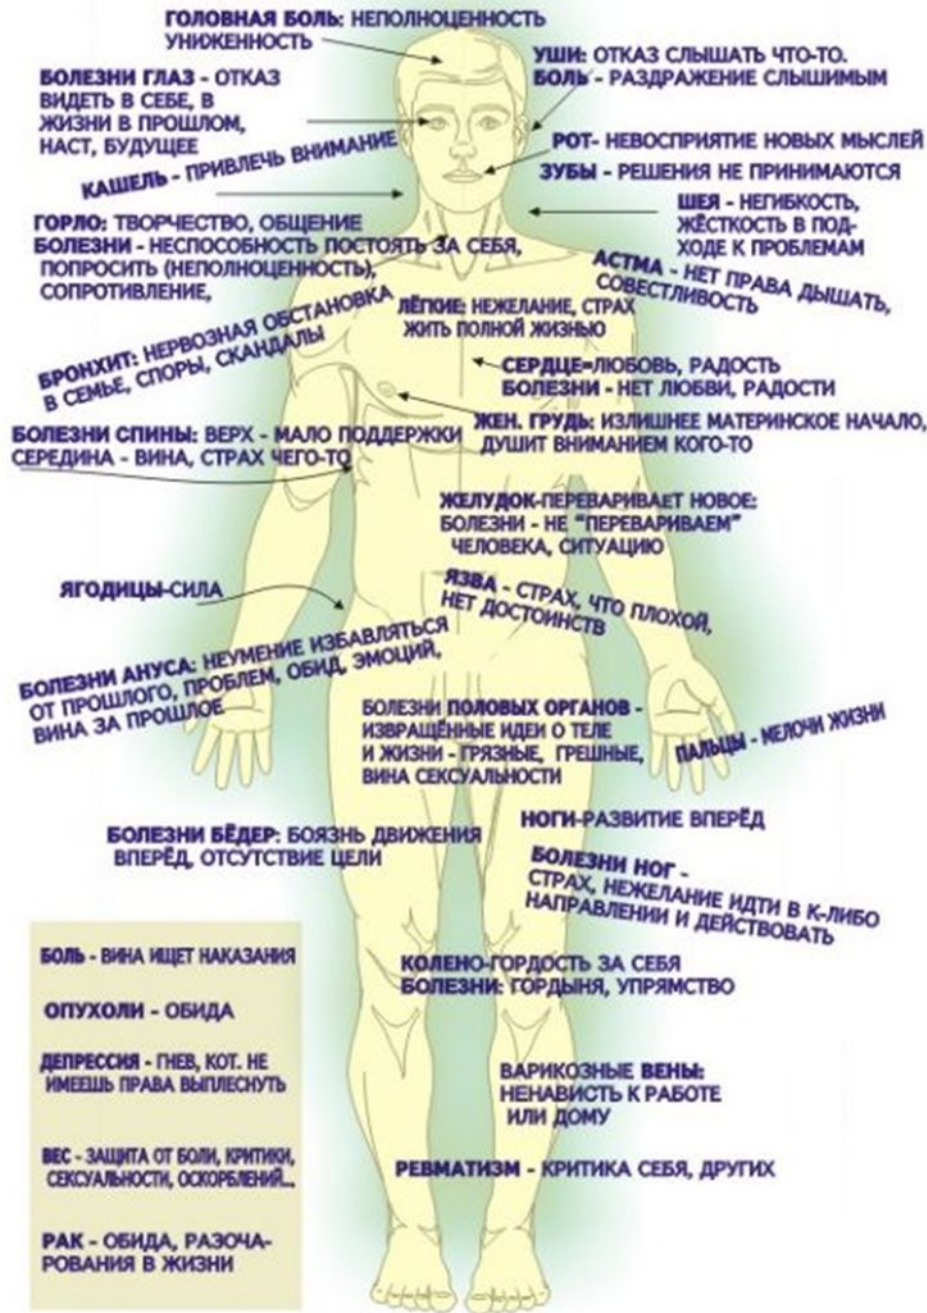 ГОЛОВНАЯ БОЛЬ: НЕПОЛНОЦЕННОСТЬ
УНИЖЕННОСТЬ
УШИ: ОТКАЗ СЛЫШАТЬ ЧТО-ТО.
БОЛЬ - РАЗДРАЖЕНИЕ СЛЫШИМЫМ
БОЛЕЗНИ ГЛАЗ - ОТКАЗ
ВИДЕТЬ В СЕБЕ, В
ЖИЗНИ В ПРОШЛОМ,
НАСТ, БУДУЩЕЕ
РОТ- НЕВОСПРИЯТИЕ НОВЫХ МЫСЛЕЙ
ЗУБЫ - РЕШЕНИЯ НЕ ПРИНИМАЮТСЯ
КАШЕЛЬ - ПРИВЛЕЧЬ ВНИМАНИЕ
ШЕЯ - НЕГИБКОСТЬ,
ЖЁСТКОСТЬ В ПОД-
ХОДЕ К ПРОБЛЕМАМ
ГОРЛО: ТВОРЧЕСТВО, ОБЩЕНИЕ
БОЛЕЗНИ - НЕСПОСОБНОСТЬ ПОСТОЯТЬ ЗА СЕБЯ,
ПОПРОСИТЬ (НЕПОЛНОЦЕННОСТЬ),
СОПРОТИВЛЕНИЕ,
АСТМА - НЕТ ПРАВА ДЫШАТЬ,
СОВЕСТЛИВОСТЬ
ЛЁГКИЕ: НЕЖЕЛАНИЕ, СТРАХ
ЖИТЬ ПОЛНОЙ ЖИЗНЬЮ
БРОНХИТ: НЕРВОЗНАЯ ОБСТАНОВКА
В СЕМЬЕ, СПОРЫ, СКАНДАЛЫ
СЕРДЦЕ=ЛЮБОВЬ, РАДОСТЬ
БОЛЕЗНИ - НЕТ ЛЮБВИ, РАДОСТИ
ЖЕН. ГРУДЬ: ИЗЛИШНЕЕ МАТЕРИНСКОЕ НАЧАЛО,
ДУШИТ ВНИМАНИЕМ КОГО-ТО
БОЛЕЗНИ СПИНЫ: ВЕРХ - МАЛО ПОДДЕРЖКИ
СЕРЕДИНА - ВИНА, СТРАХ ЧЕГО-ТО
ЖЕЛУДОК-ПЕРЕВАРИВАЕТ НОВОЕ:
БОЛЕЗНИ - НЕ "ПЕРЕВАРИВАЕМ"
ЧЕЛОВЕКА, СИТУАЦИЮ
ЯГОДИЦЫ-СИЛА
ЯЗВА - СТРАХ, ЧТО ПЛОХОЙ,
НЕТ ДОСТОИНСТВ
БОЛЕЗНИ АНУСА: НЕУМЕНИЕ ИЗБАВЛЯТЬСЯ
ОТ ПРОШЛОГО, ПРОБЛЕМ, ОБИД, ЭМОЦИЙ,
ВИНА ЗА ПРОШЛОЕ
БОЛЕЗНИ ПОЛОВЫХ ОРГАНОВ -
ИЗВРАЩЁННЫЕ ИДЕИ О ТЕЛЕ
И ЖИЗНИ - ГРЯЗНЫЕ, ГРЕШНЫЕ,
ВИНА СЕКСУАЛЬНОСТИ
ПАЛЬЦЫ - МЕЛОЧИ ЖИЗНИ
БОЛЕЗНИ БЁДЕР: БОЯЗНЬ ДВИЖЕНИЯ
ВПЕРЁД, ОТСУТСТВИЕ ЦЕЛИ
НОГИ-РАЗВИТИЕ ВПЕРЁД
БОЛЕЗНИ НОГ -
СТРАХ, НЕЖЕЛАНИЕ ИДТИ В К-ЛИБО
НАПРАВЛЕНИИ И ДЕЙСТВОВАТЬ
КОЛЕНО-ГОРДОСТЬ ЗА СЕБЯ
БОЛЕЗНИ: ГОРДЫНЯ, УПРЯМСТВО
ВАРИКОЗНЫЕ ВЕНЫ:
НЕНАВИСТЬ К РАБОТЕ
ИЛИ ДОМУ
РЕВМАТИЗМ - КРИТИКА СЕБЯ, ДРУГИХ
БОЛЬ - ВИНА ИЩЕТ НАКАЗАНИЯ
ОПУХОЛИ - ОБИДА
ДЕПРЕССИЯ - ГНЕВ, КОТ. НЕ
ИМЕЕШЬ ПРАВА ВЫПЛЕСНУТЬ
ВЕС - ЗАЩИТА ОТ БОЛИ, КРИТИКИ,
СЕКСУАЛЬНОСТИ, ОСКОРБЛЕНИЙ...
РАК - ОБИДА, РАЗОЧА-
РОВАНИЯ В ЖИЗНИ